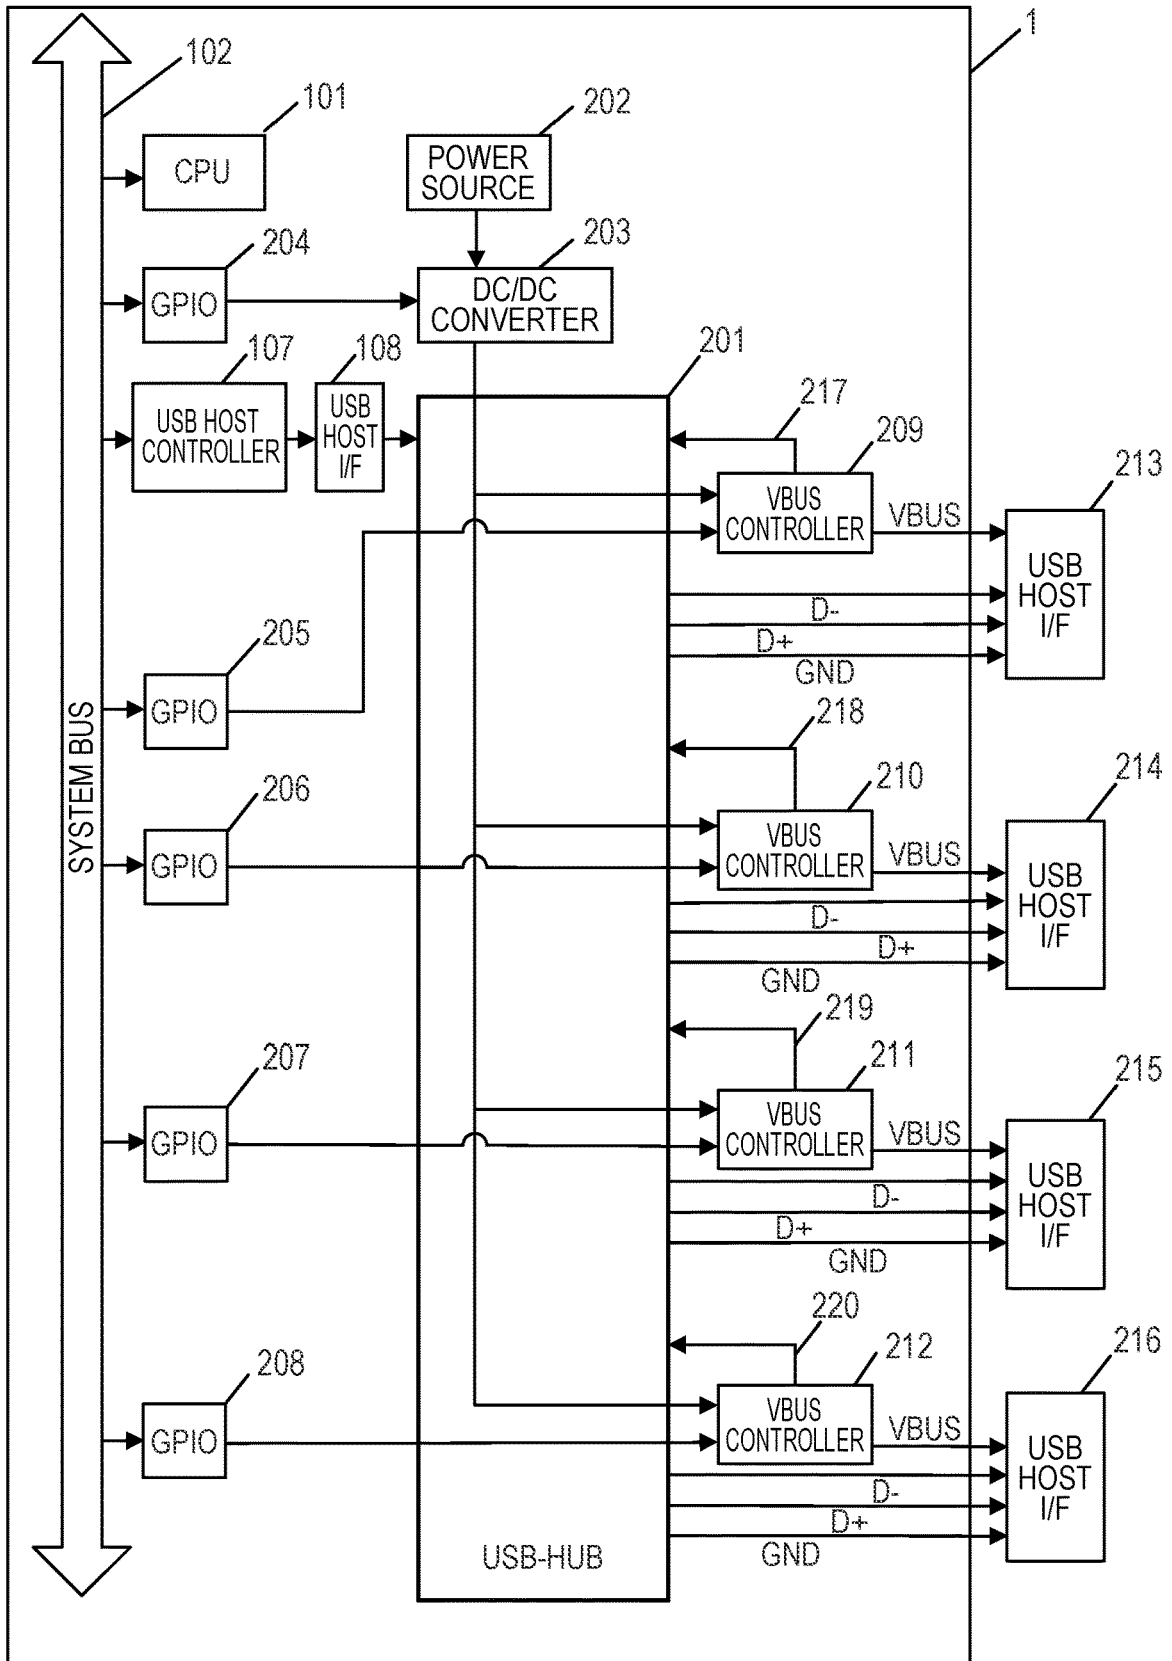 1
102
101
202
CPU
POWER
SOURCE
204
203
GPIO
DC/DC
CONVERTER
107
108
201
USB HOST
CONTROLLER
USB
HOST
I/F
217
209
213
VBUS
CONTROLLER
VBUS
USB
HOST
I/F
D-
D+
GND
205
GPIO
218
210
214
206
GPIO
VBUS
CONTROLLER
VBUS
USB
HOST
I/F
D-
D+
GND
SYSTEM BUS
219
207
211
215
GPIO
VBUS
CONTROLLER
VBUS
USB
HOST
I/F
D-
D+
GND
220
208
212
216
GPIO
VBUS
CONTROLLER
VBUS
USB
HOST
I/F
D-
D+
GND
USB-HUB